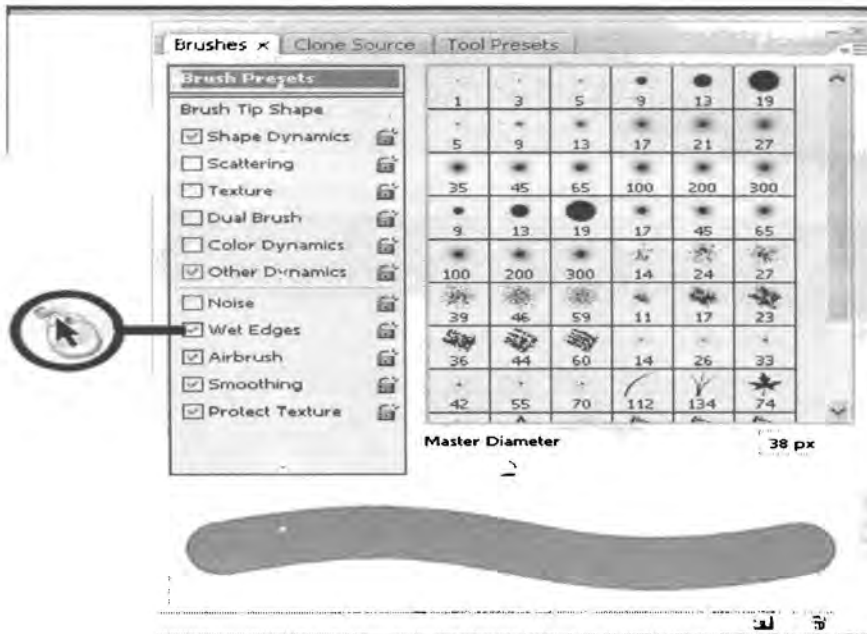 Brushes × Clone Source Tool Presets
Brush Presets
Brush Tip Shape
Shape Dynamics
Scattering
Texture
Dual Brush
Color Dynamics
Other Dynamics
Noise
Wet Edges
Airbrush
Smoothing
Protect Texture
1 3 5 9 13 19
5 9 13 17 21 27
35 45 65 100 200 300
9 13 19 17 45 65
100 200 300 14 24 27
39 46 59 11 17 23
36 44 60 14 26 33
42 55 70 112 134 74
Master Diameter 38 px